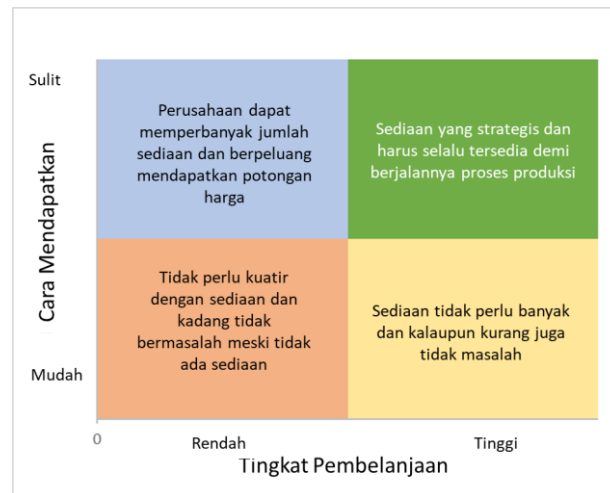 Sulit
Perusahaan dapat
memperbanyak jumlah
sediaan dan berpeluang
mendapatkan potongan
harga
Sediaan yang strategis dan
harus selalu tersedia demi
berjalannya proses produksi
Cara Mendapatkan
Tidak perlu kuatir
dengan sediaan dan
kadang tidak
bermasalah meski tidak
ada sediaan
Sediaan tidak perlu banyak
dan kalaupun kurang juga
tidak masalah
Mudah
0
Rendah
Tinggi
Tingkat Pembelanjaan